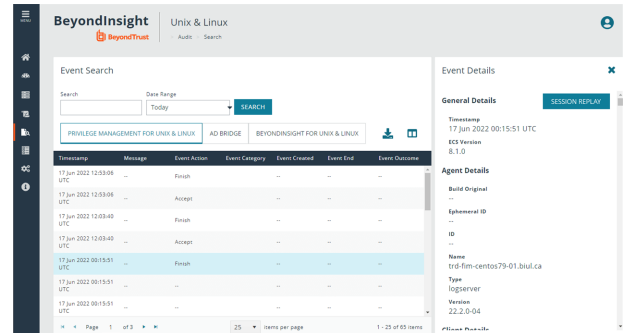 MENU
BeyondInsight
BeyondTrust
Unix & Linux
Audit
Search
Event Search
Search
Date Range
Today
SEARCH
PRIVILEGE MANAGEMENT FOR UNIX & LINUX
AD BRIDGE
BEYONDINSIGHT FOR UNIX & LINUX
Timestamp Message Event Action Event Category Event Created Event End Event Outcome
17 Jun 2022 12:53:06 UTC -- Finish -- -- --
17 Jun 2022 12:53:06 UTC -- Accept -- -- --
17 Jun 2022 12:03:40 UTC -- Finish -- -- --
17 Jun 2022 12:03:40 UTC -- Accept -- -- --
17 Jun 2022 00:15:51 UTC -- Finish -- -- --
17 Jun 2022 00:15:51 UTC -- -- -- -- --
17 Jun 2022 00:15:51 UTC -- Finish -- -- --
Page 1 of 3
25 items per page
1 - 25 of 65 items
Event Details
General Details
SESSION REPLAY
Timestamp
17 Jun 2022 00:15:51 UTC
ECS Version
8.1.0
Agent Details
Build Original
--
Ephemeral ID
--
ID
--
Name
trd-fim-centos79-01.biul.ca
Type
logserver
Version
22.2.0-04
Client Details